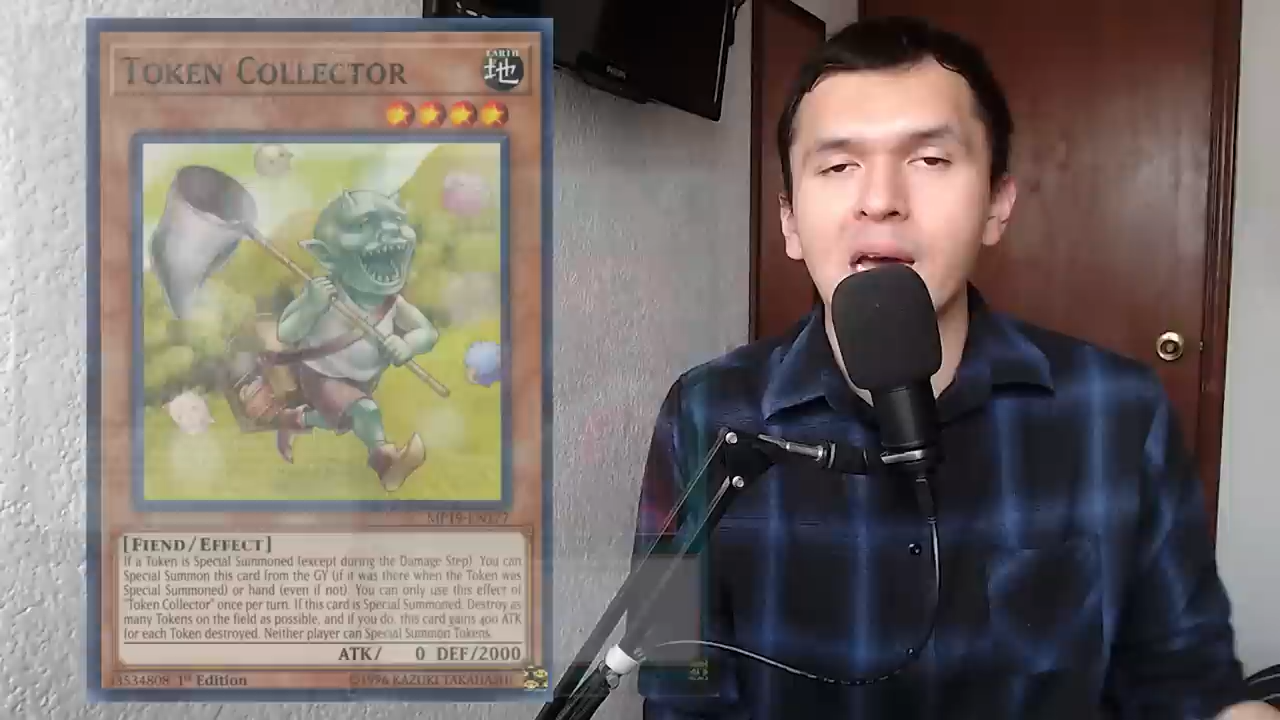 TOKEN COLLECTOR
EARTH
地
MP19-EN077
[FIEND/EFFECT]
If a Token is Special Summoned (except during the Damage Step): You can
Special Summon this card from the GY (if it was there when the Token was
Special Summoned) or hand (even if not). You can only use this effect of
"Token Collector" once per turn. If this card is Special Summoned: Destroy as
many Tokens on the field as possible, and if you do, this card gains 400 ATK
for each Token destroyed. Neither player can Special Summon Tokens.
ATK/ 0 DEF/2000
1st Edition
©1996 KAZUKI TAKAHASHI
PHILIPS